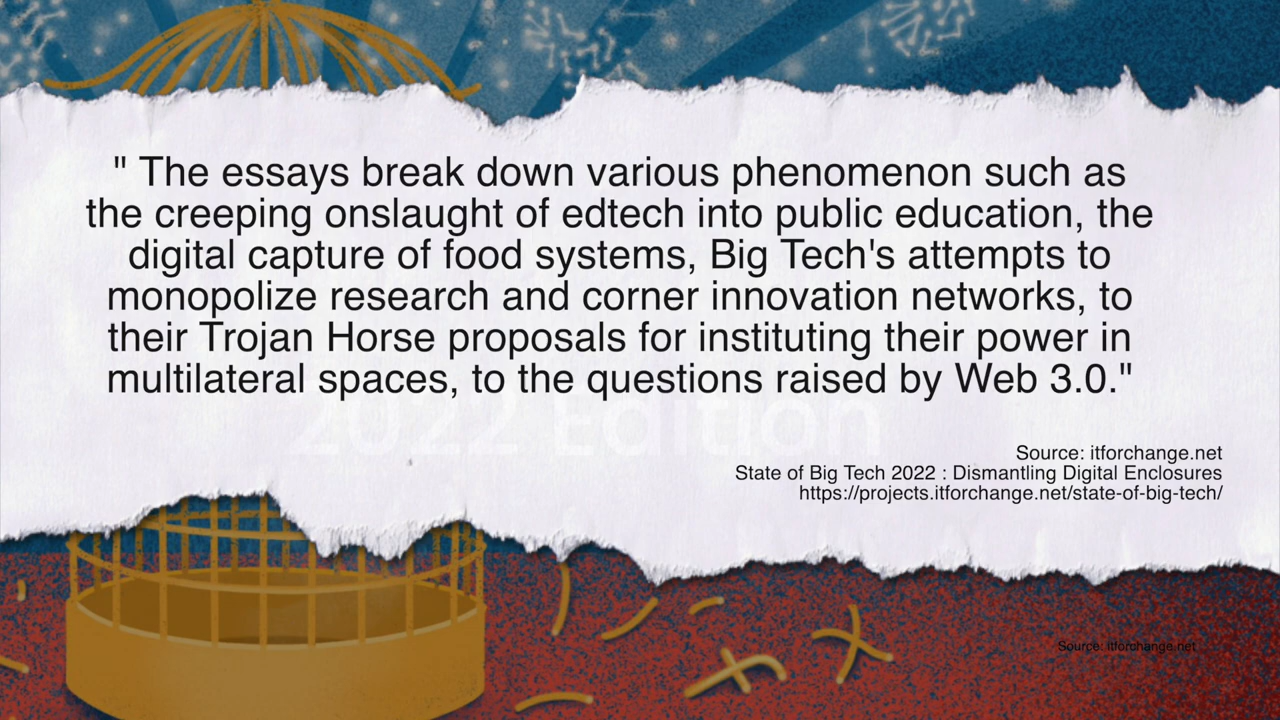 " The essays break down various phenomenon such as
the creeping onslaught of edtech into public education, the
digital capture of food systems, Big Tech's attempts to
monopolize research and corner innovation networks, to
their Trojan Horse proposals for instituting their power in
multilateral spaces, to the questions raised by Web 3.0."
2022 Edition
Source: itforchange.net
State of Big Tech 2022 : Dismantling Digital Enclosures
https://projects.itforchange.net/state-of-big-tech/
Source: itforchange.net